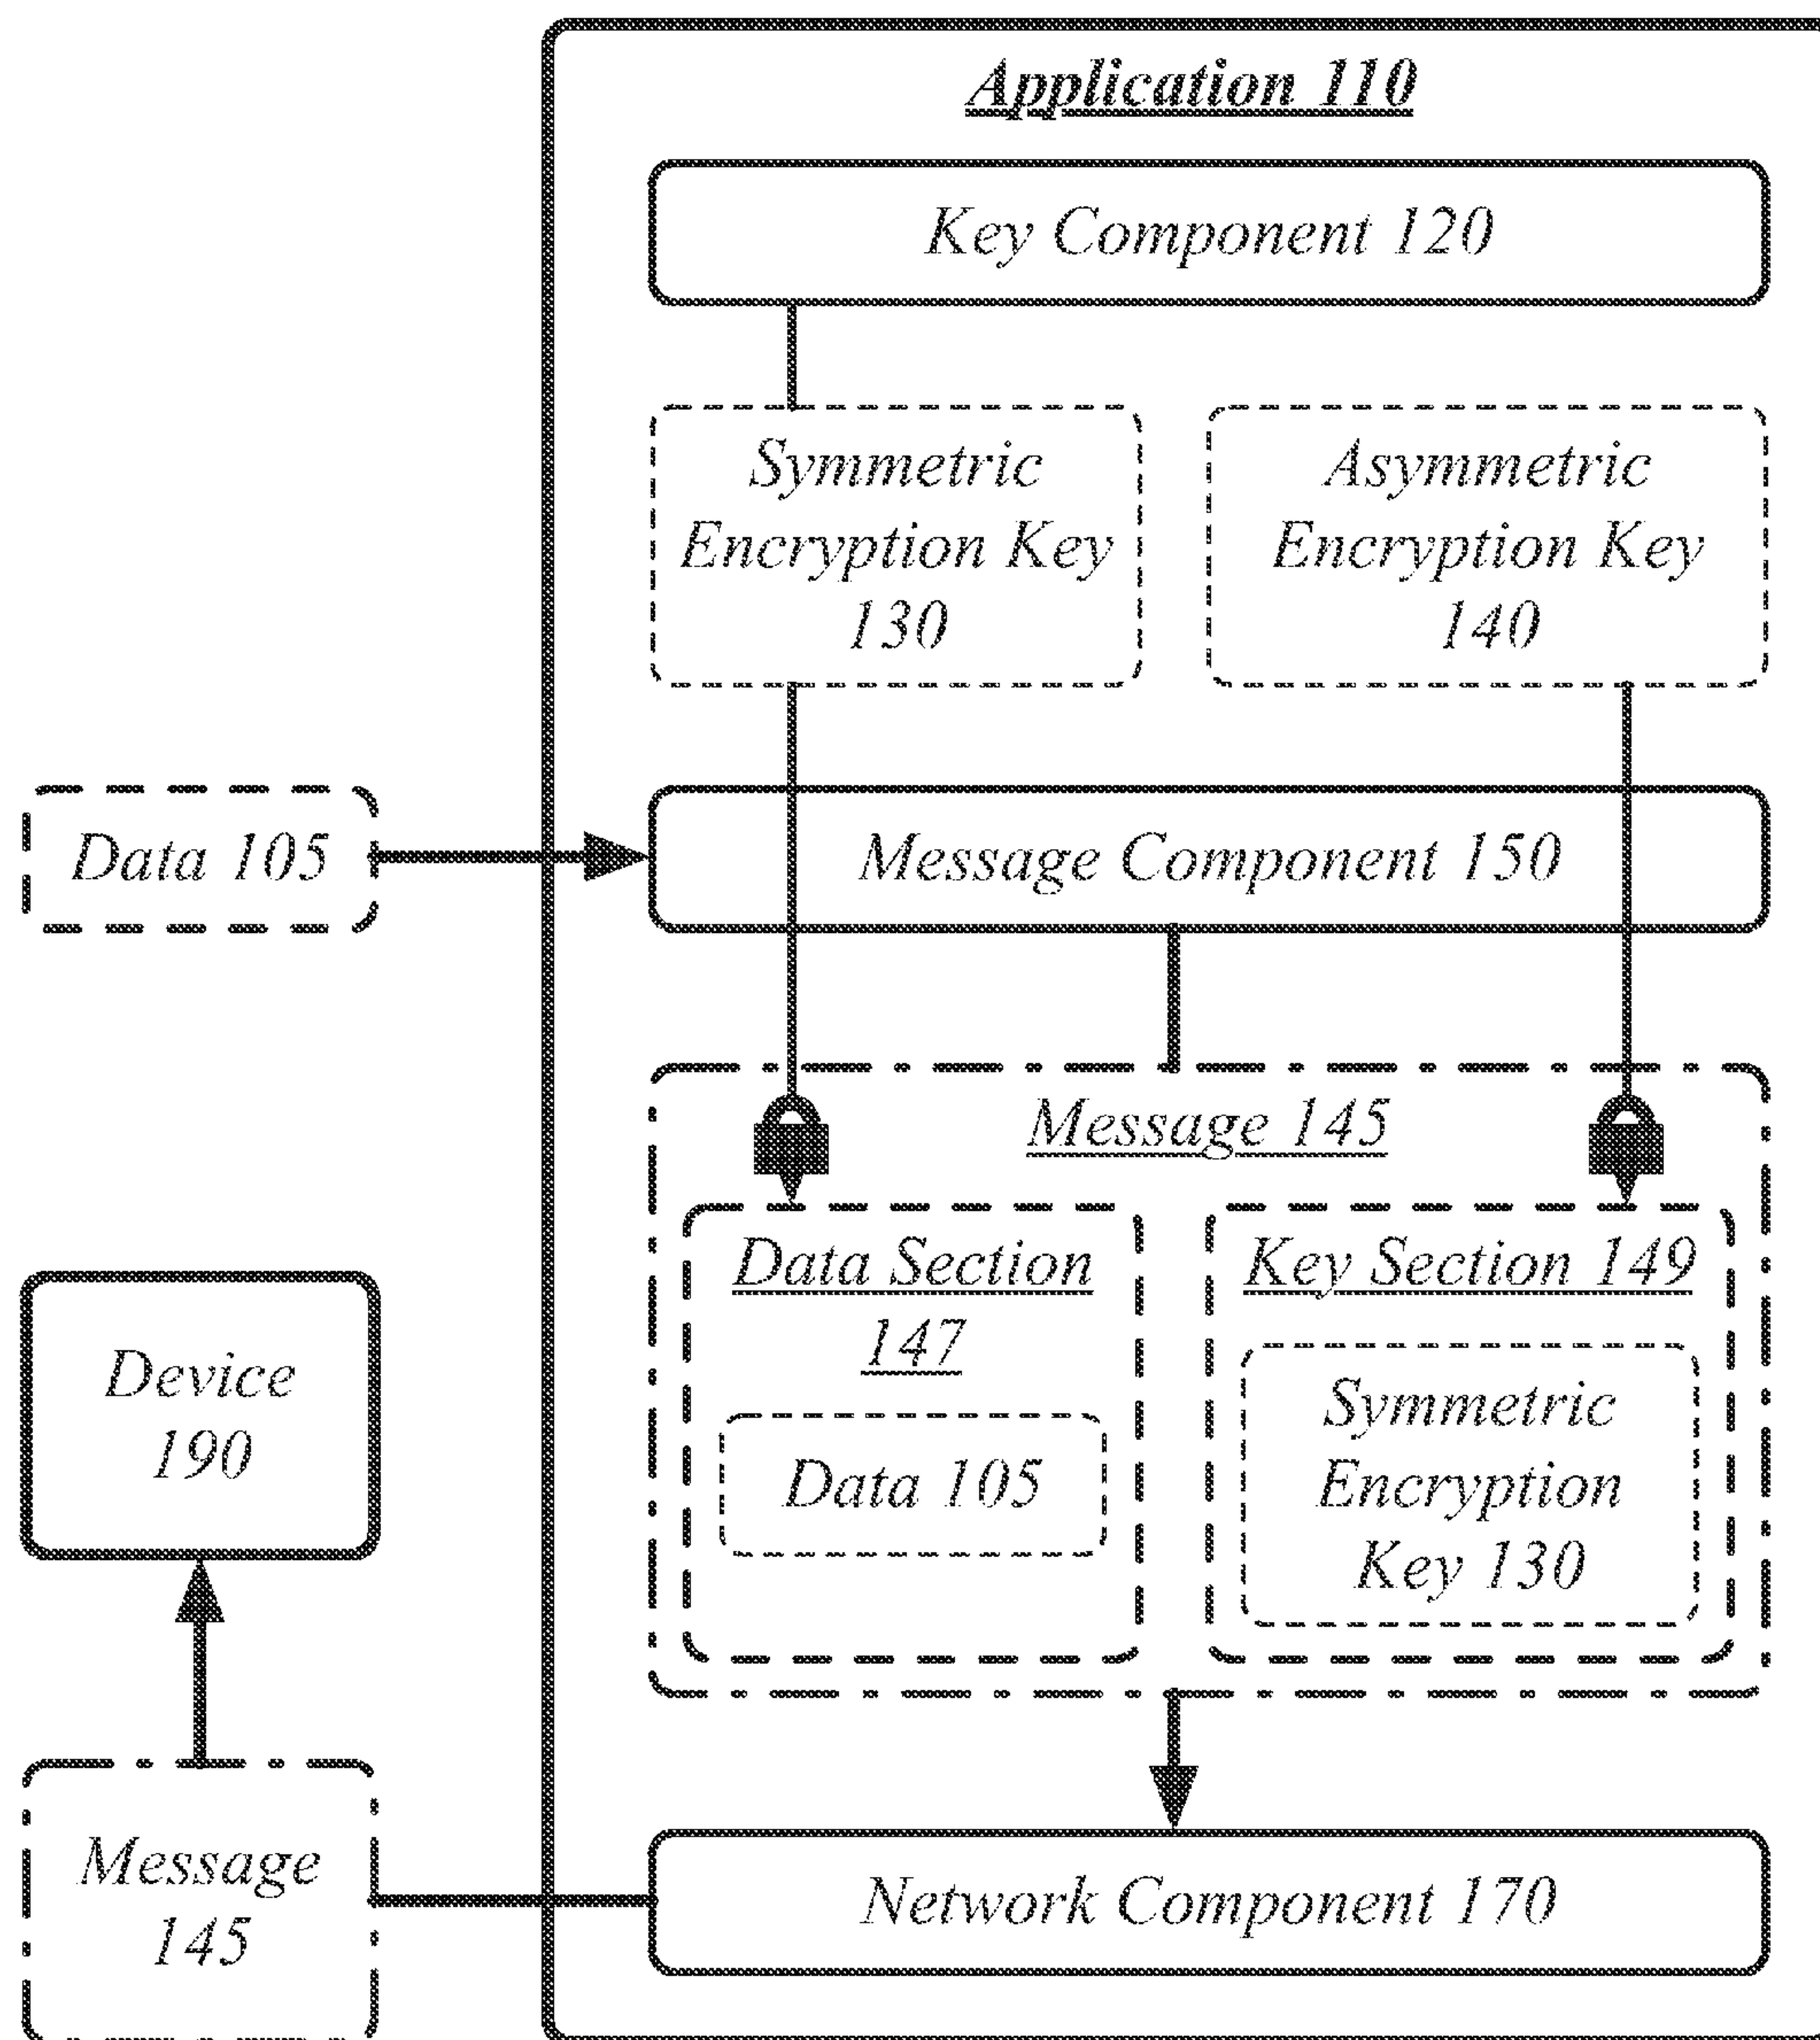 Application 110
Key Component 120
Symmetric
Encryption Key
130
Asymmetric
Encryption Key
140
Data 105
Message Component 150
Message 145
Data Section
147
Data 105
Key Section 149
Symmetric
Encryption
Key 130
Device
190
Message
145
Network Component 170